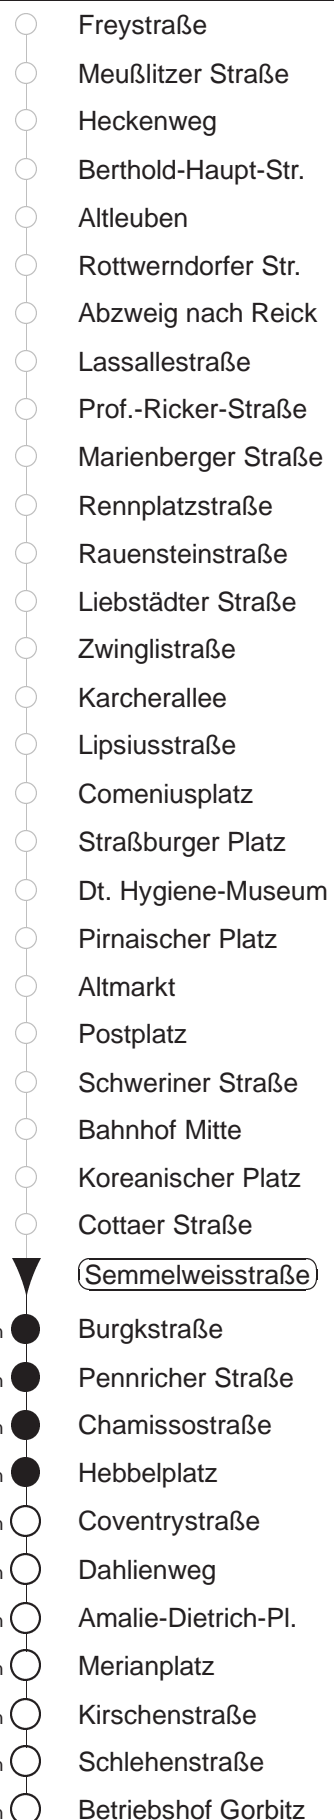 Freystraße
Meußlitzer Straße
Heckenweg
Berthold-Haupt-Str.
Altleuben
Rottwerndorfer Str.
Abzweig nach Reick
Lassallestraße
Prof.-Ricker-Straße
Marienberger Straße
Rennplatzstraße
Rauensteinstraße
Liebstädter Straße
Zwinglistraße
Karcherallee
Lipsiusstraße
Comeniusplatz
Straßburger Platz
Dt. Hygiene-Museum
Pirnaischer Platz
Altmarkt
Postplatz
Schweriner Straße
Bahnhof Mitte
Koreanischer Platz
Cottaer Straße
Semmelweisstraße
Burgkstraße
Pennricher Straße
Chamissostraße
Hebbelplatz
Coventrystraße
Dahlienweg
Amalie-Dietrich-Pl.
Merianplatz
Kirschenstraße
Schlehenstraße
Betriebshof Gorbitz